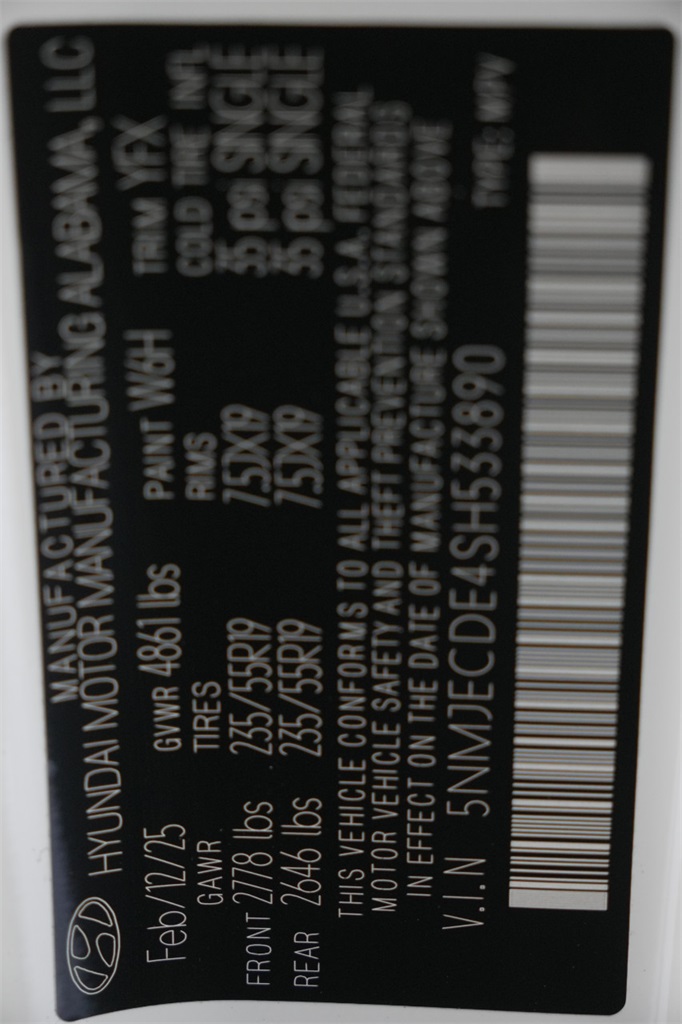 MANUFACTURED BY
HYUNDAI MOTOR MANUFACTURING ALABAMA, LLC
Feb/12/25 GVWR 4861 lbs PAINT W6H TRIM YFX
GAWR TIRES RIMS COLD TIRE INFL
FRONT 2778 lbs 235/55R19 7.5JX19 35 psi SINGLE
REAR 2646 lbs 235/55R19 7.5JX19 35 psi SINGLE
THIS VEHICLE CONFORMS TO ALL APPLICABLE U.S.A. FEDERAL
MOTOR VEHICLE SAFETY AND THEFT PREVENTION STANDARDS
IN EFFECT ON THE DATE OF MANUFACTURE SHOWN ABOVE
V.I.N 5NMJECDE4SH533890 TYPE: MPV